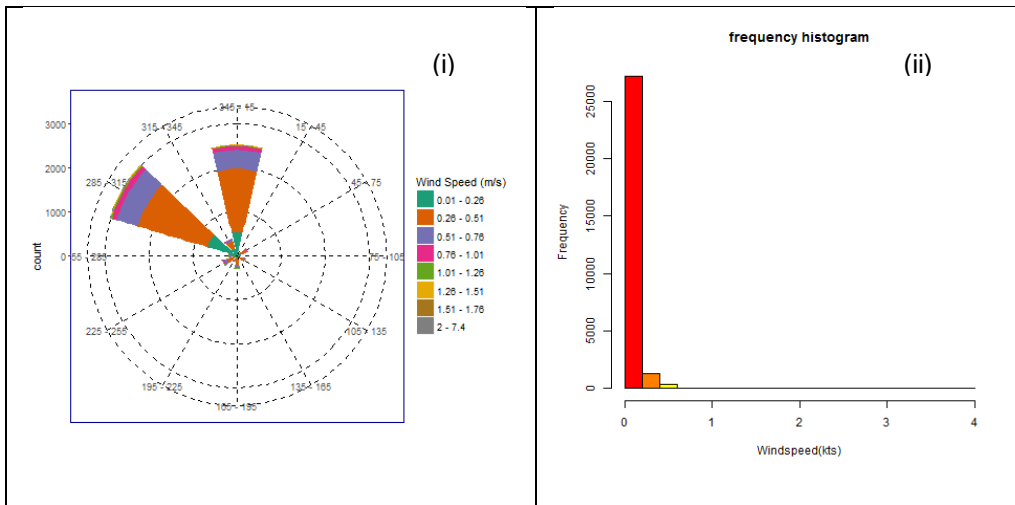 (i)
345 - 15
15 - 45
45 - 75
75 - 105
105 - 135
135 - 165
165 - 195
195 - 225
225 - 255
55 - 285
285 - 315
315 - 345
3000
2000
1000
0
count
Wind Speed (m/s)
0.01 - 0.26
0.26 - 0.51
0.51 - 0.76
0.76 - 1.01
1.01 - 1.26
1.26 - 1.51
1.51 - 1.76
2 - 7.4
frequency histogram
(ii)
25000
20000
15000
10000
5000
0
Frequency
0 1 2 3 4
Windspeed(kts)